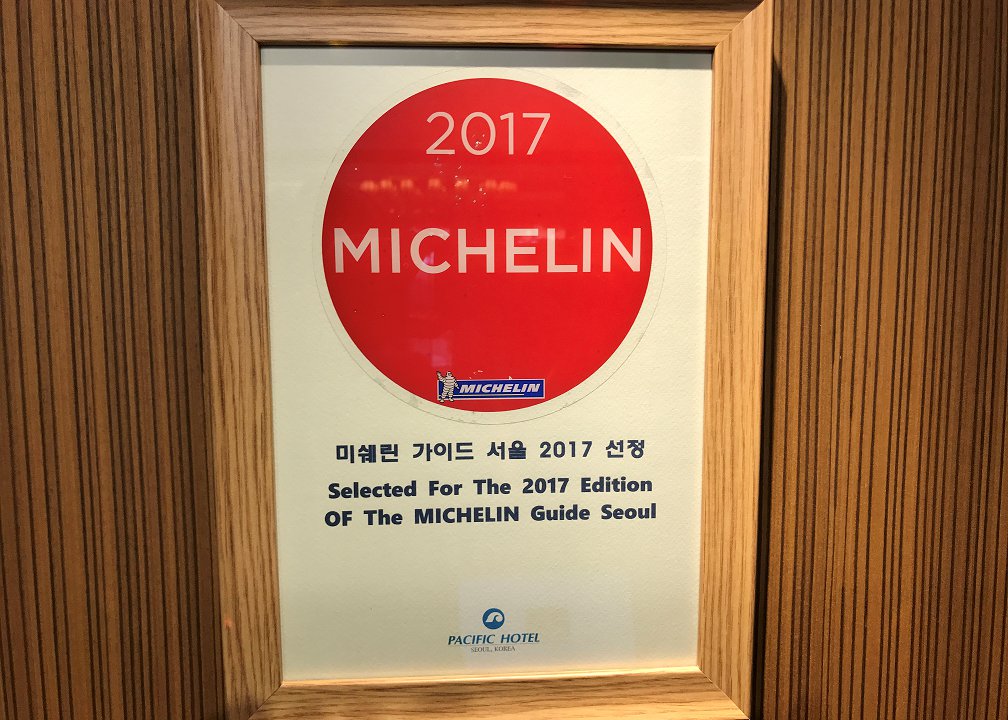 2017
MICHELIN
MICHELIN
미쉐린 가이드 서울 2017 선정
Selected For The 2017 Edition
OF The MICHELIN Guide Seoul
PACIFIC HOTEL
SEOUL, KOREA